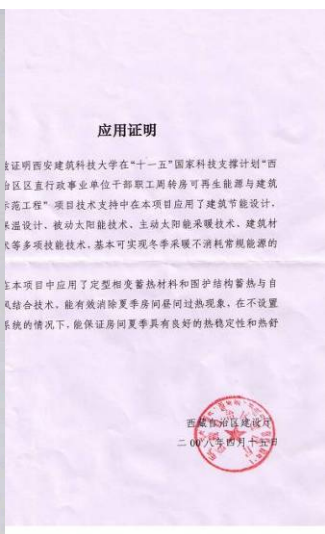 应用证明
兹证明西安建筑科技大学在“十一五”国家科技支撑计划“西
治区区直行政事业单位干部职工周转房可再生能源与建筑
示范工程”项目技术支持中在本项目应用了建筑节能设计、
保温设计、被动太阳能技术、主动太阳能采暖技术、建筑材
术等多项技能技术，基本可实现冬季采暖不消耗常规能源的
在本项目中应用了定型相变蓄热材料和围护结构蓄热与自
风结合技术，能有效消除夏季房间昼间过热现象，在不设置
系统的情况下，能保证房间夏季具有良好的热稳定性和热舒
西藏自治区建设厅
二00八年四月十五日